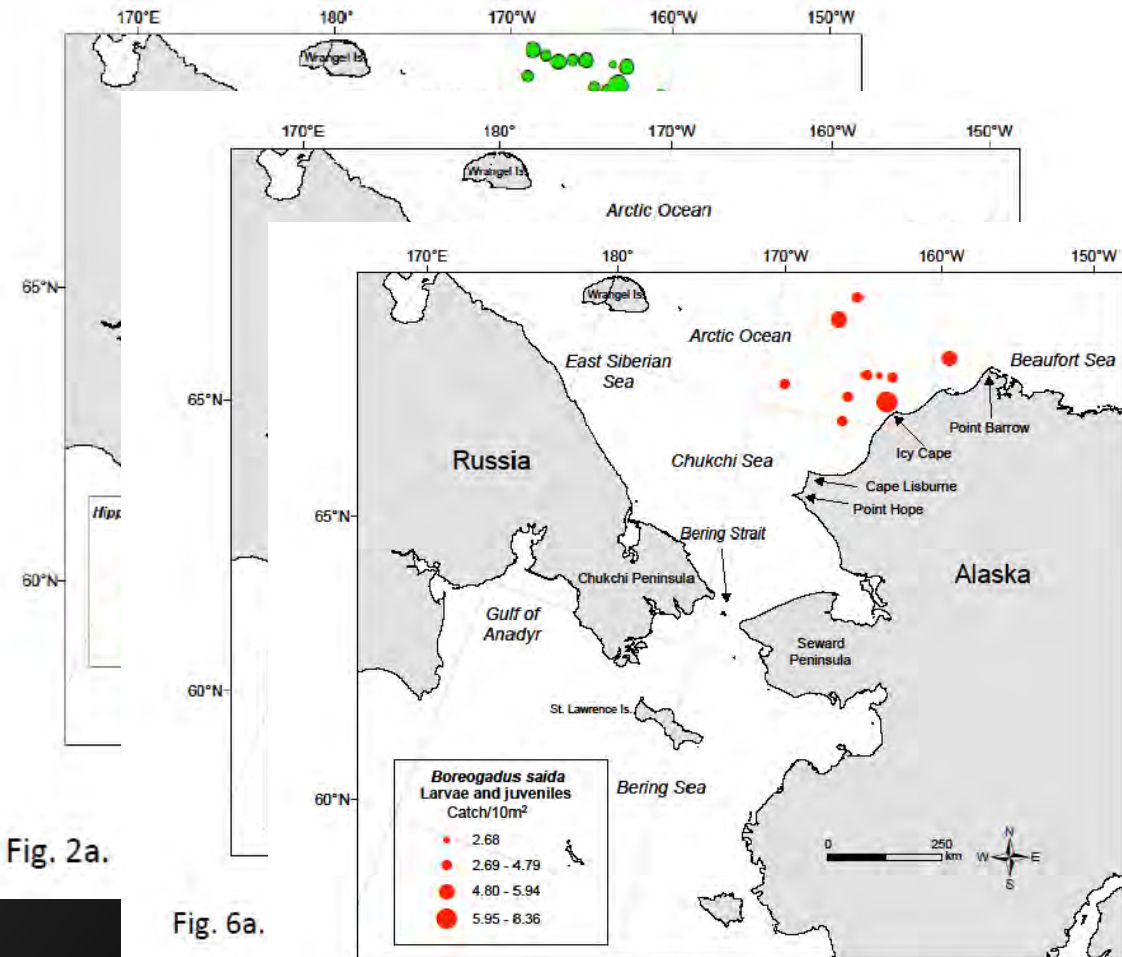 170°E 180° 170°W 160°W 150°W
Wrangel Is.
65°N
60°N
Fig. 2a.
170°E 180° 170°W 160°W 150°W
Wrangel Is.
Arctic Ocean
65°N
60°N
Fig. 6a.
170°E 180° 170°W 160°W 150°W
Wrangel Is.
Arctic Ocean
East Siberian
Sea
Beaufort Sea
Point Barrow
Icy Cape
Russia
Chukchi Sea
Cape Lisburne
Point Hope
65°N
Bering Strait
Chukchi Peninsula
Alaska
Gulf of
Anadyr
Seward
Peninsula
St. Lawrence Is.
Bering Sea
60°N
Boreogadus saida
Larvae and juveniles
Catch/10m²
2.68
2.69 - 4.79
4.80 - 5.94
5.95 - 8.36
0 250
km
N
W E
S